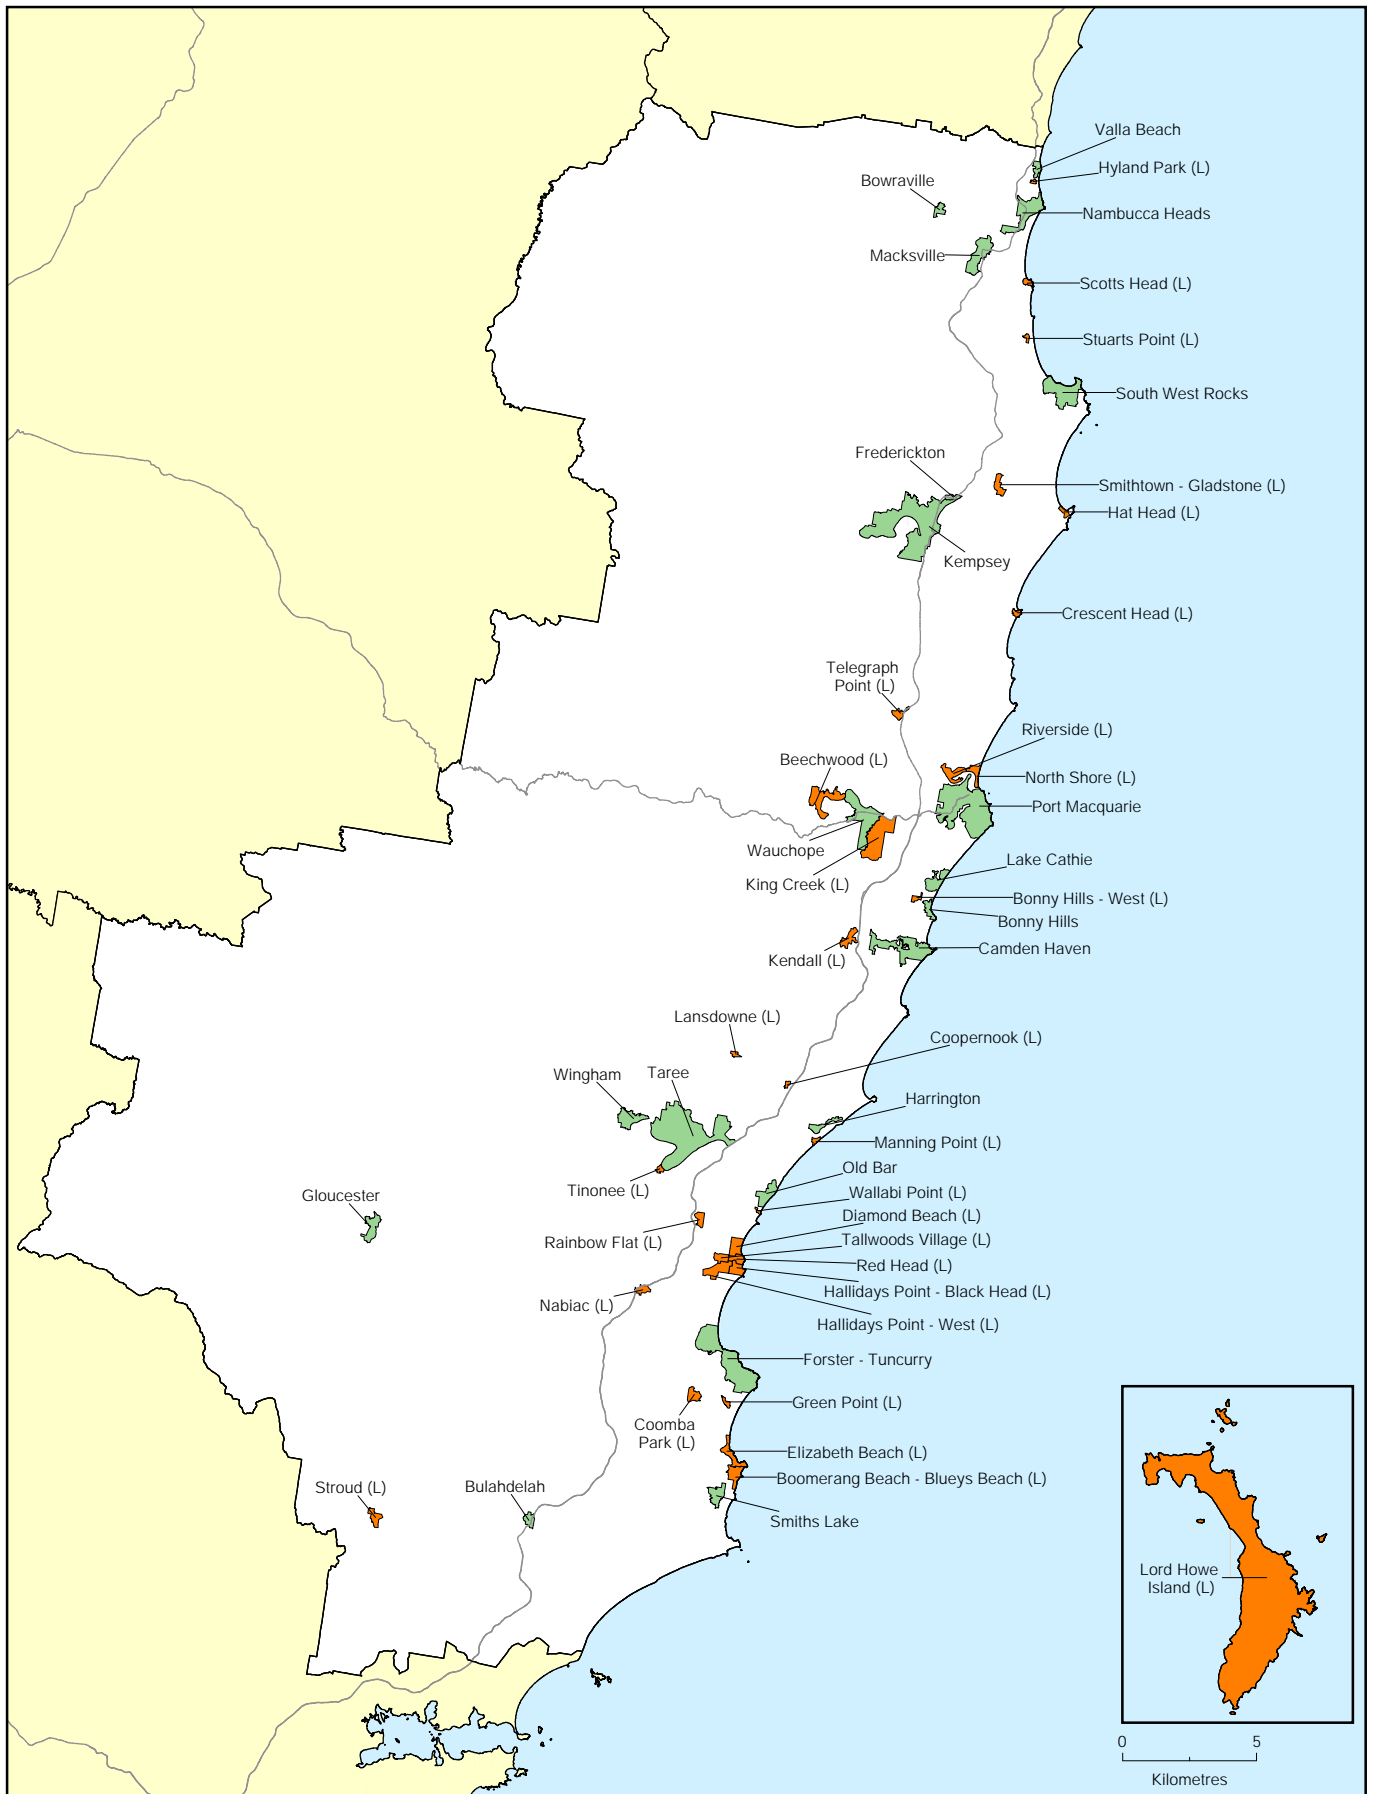 Valla Beach
Hyland Park (L)
Bowraville
Nambucca Heads
Macksville
Scotts Head (L)
Stuarts Point (L)
South West Rocks
Frederickton
Smithtown - Gladstone (L)
Hat Head (L)
Kempsey
Crescent Head (L)
Telegraph
Point (L)
Riverside (L)
Beechwood (L)
North Shore (L)
Port Macquarie
Wauchope
Lake Cathie
King Creek (L)
Bonny Hills - West (L)
Bonny Hills
Camden Haven
Kendall (L)
Lansdowne (L)
Coopernook (L)
Wingham
Taree
Harrington
Manning Point (L)
Old Bar
Tinonee (L)
Wallabi Point (L)
Gloucester
Diamond Beach (L)
Tallwoods Village (L)
Rainbow Flat (L)
Red Head (L)
Hallidays Point - Black Head (L)
Nabiac (L)
Hallidays Point - West (L)
Forster - Tuncurry
Green Point (L)
Coomba
Park (L)
Elizabeth Beach (L)
Boomerang Beach - Blueys Beach (L)
Stroud (L)
Bulahdelah
Smiths Lake
Lord Howe
Island (L)
0 5
Kilometres